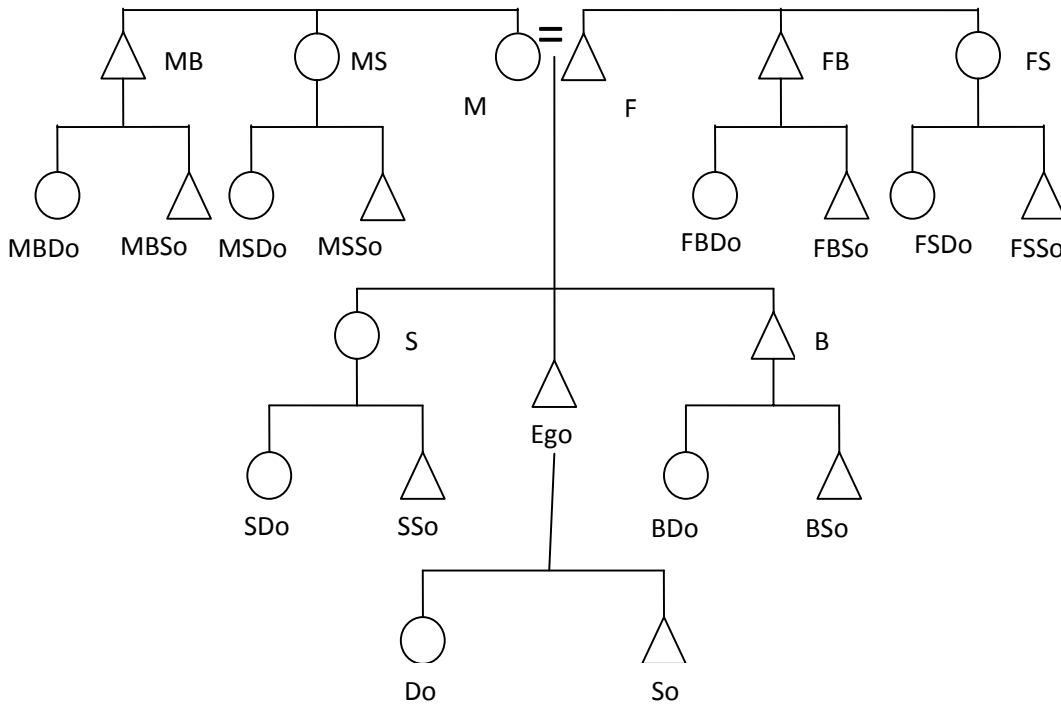 =
MB MS FB FS
M F
MBDo MBSo MSDo MSSo FBDo FBSo FSDo FSSo
S B
Ego
SDo SSo BDo BSo
Do So